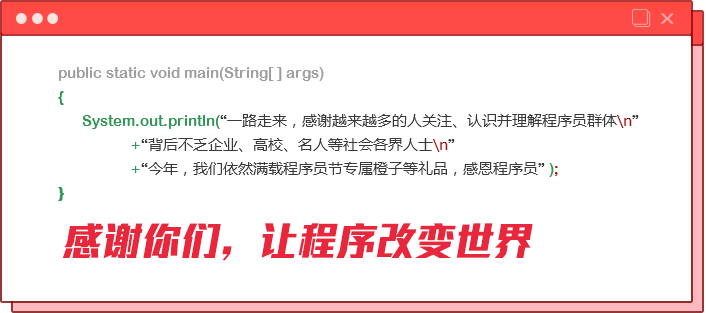 public static void main(String[ ] args)
{
System.out.println(“一路走来，感谢越来越多的人关注、认识并理解程序员群体\n”
+“背后不乏企业、高校、名人等社会各界人士\n”
+“今年，我们依然满载程序员节专属橙子等礼品，感恩程序员” );
}
感谢你们，让程序改变世界